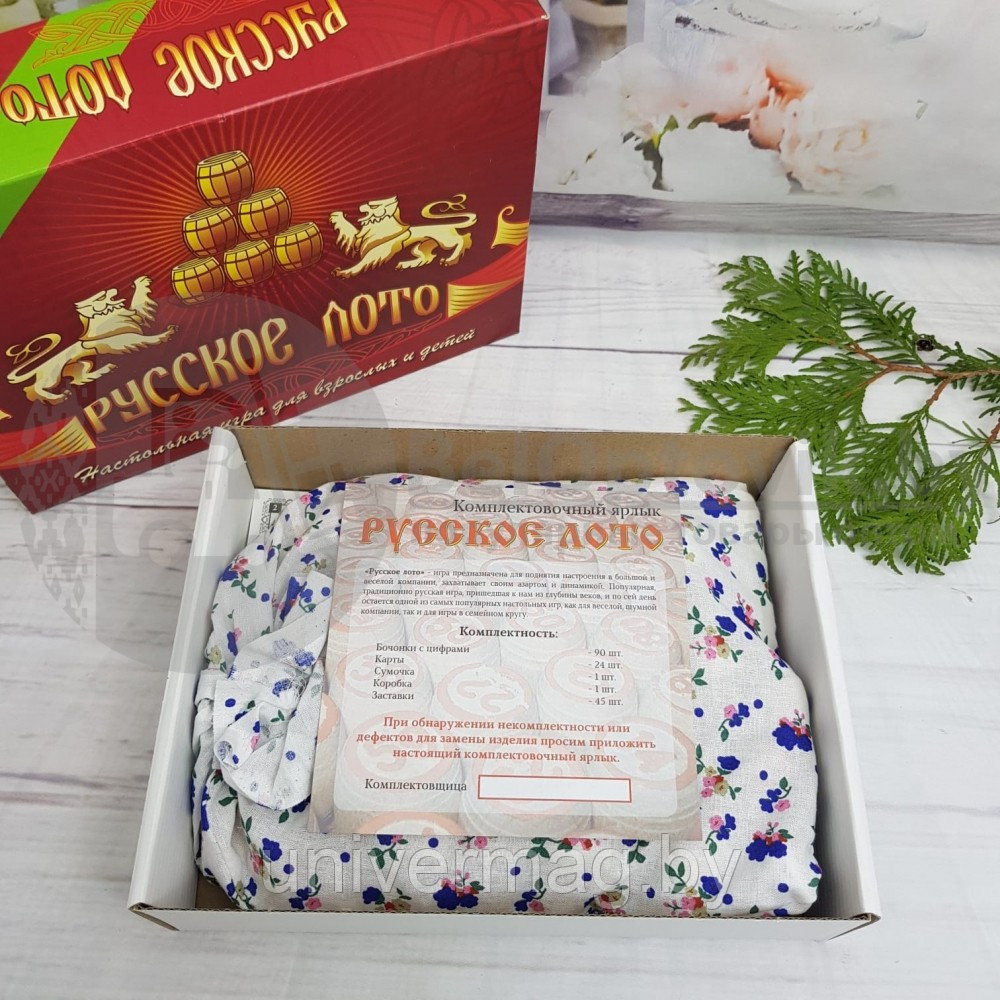 РУССКОЕ ЛОТО
РУССКОЕ ЛОТО
Настольная игра для взрослых и детей
2
Комплектовочный ярлык
РУССКОЕ ЛОТО
«Русское лото» - игра предназначена для поднятия настроения в большой и
веселой компании, захватывает своим азартом и динамикой. Популярная,
традиционно русская игра, пришедшая к нам из глубины веков, и по сей день
остается одной из самых популярных настольных игр, как для веселой, шумной
компании, так и для игры в семейном кругу.
Комплектность:
Бочонки с цифрами - 90 шт.
Карты - 24 шт.
Сумочка - 1 шт.
Коробка - 1 шт.
Заставки - 45 шт.
При обнаружении некомплектности или
дефектов для замены изделия просим приложить
настоящий комплектовочный ярлык.
Комплектовщица
univermag.by